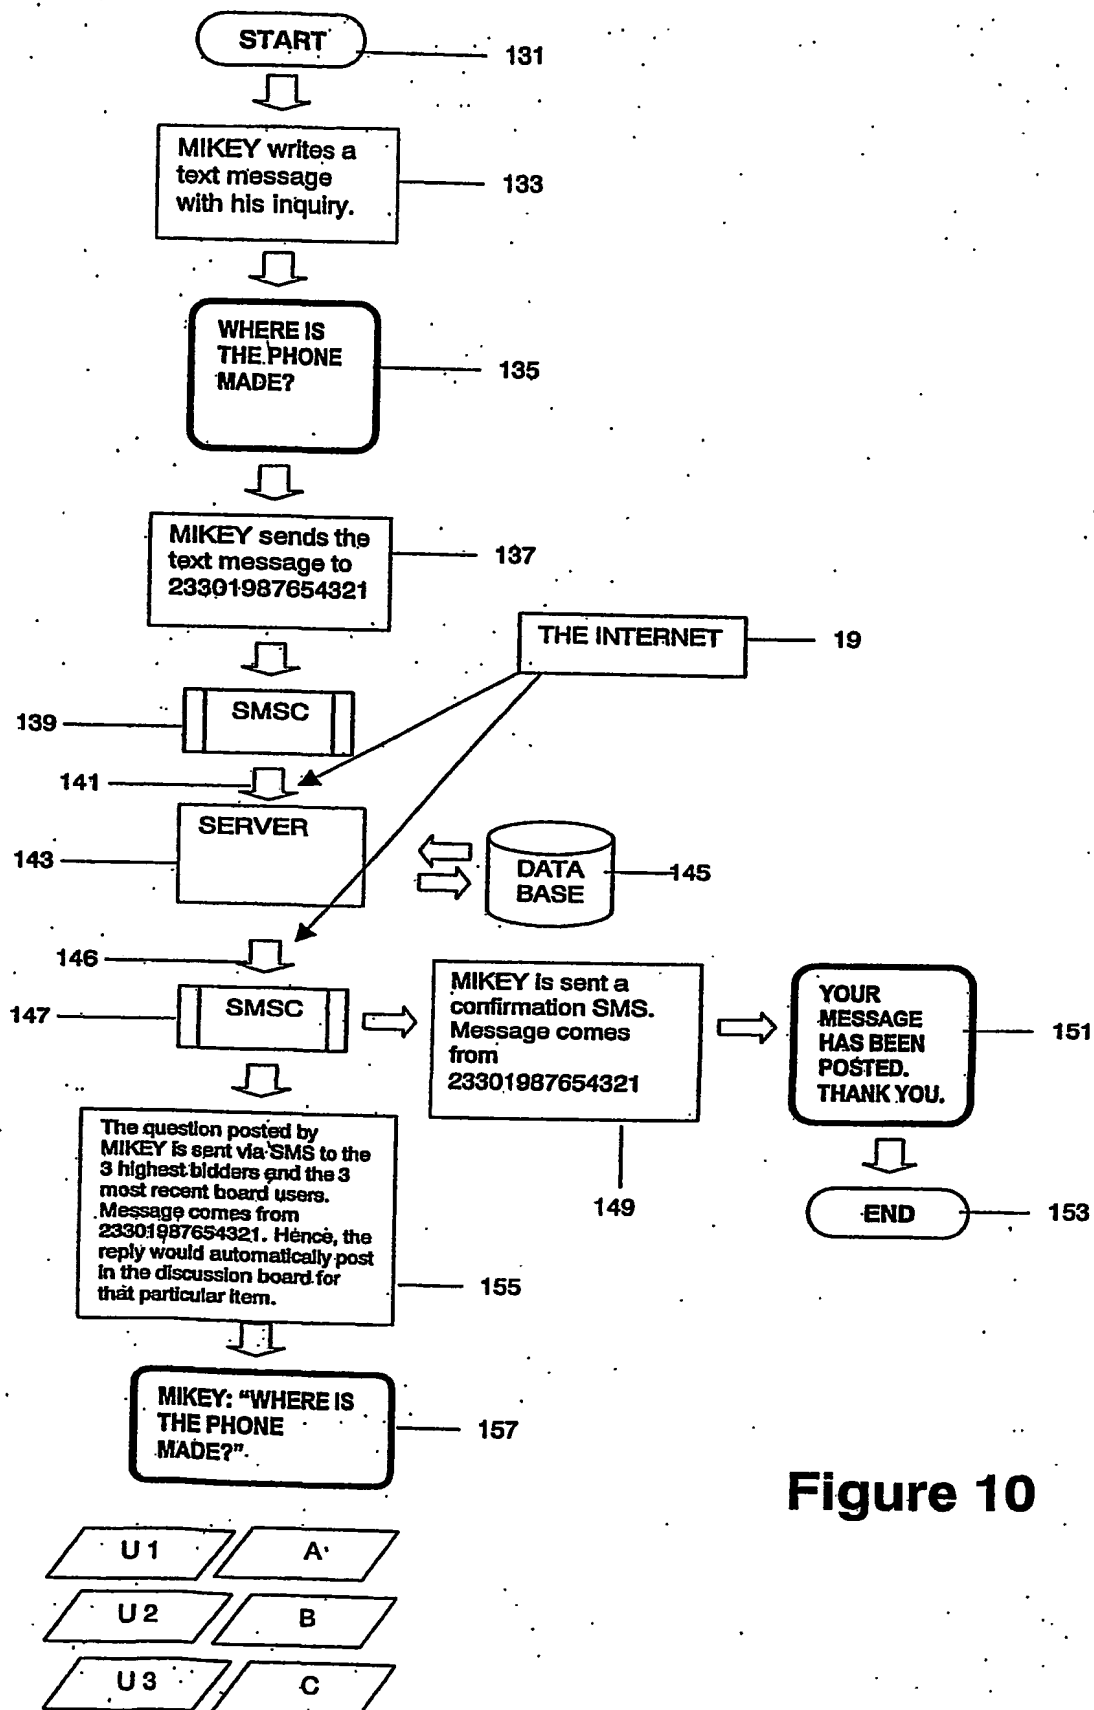 START
131
MIKEY writes a
text message
with his inquiry.
133
WHERE IS
THE PHONE
MADE?
135
MIKEY sends the
text message to
23301987654321
137
THE INTERNET
19
SMSC
139
141
SERVER
143
DATA
BASE
145
146
SMSC
147
MIKEY is sent a
confirmation SMS.
Message comes
from
23301987654321
149
YOUR
MESSAGE
HAS BEEN
POSTED.
THANK YOU.
151
END
153
The question posted by
MIKEY is sent via SMS to the
3 highest bidders and the 3
most recent board users.
Message comes from
23301987654321. Hence, the
reply would automatically post
in the discussion board for
that particular item.
155
MIKEY: “WHERE IS
THE PHONE
MADE?”
157
Figure 10
U 1
A
U 2
B
U 3
C